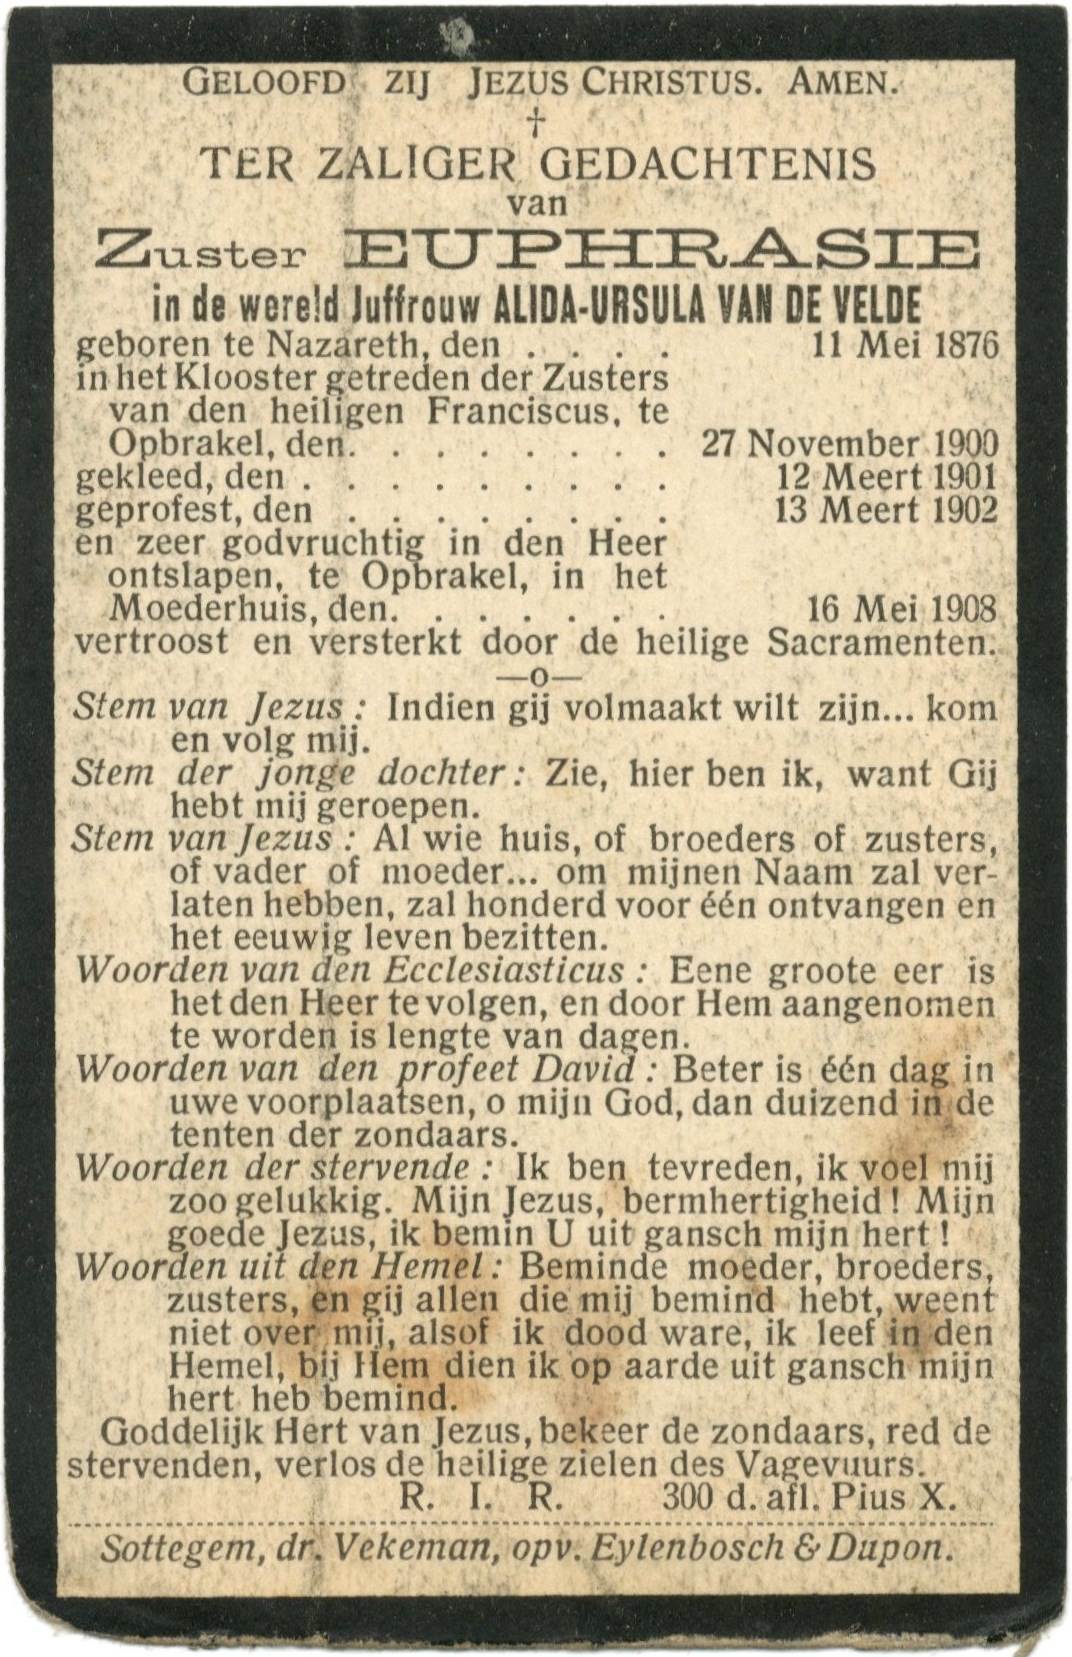 GELOOFD ZIJ JEZUS CHRISTUS. AMEN.
†
TER ZALIGER GEDACHTENIS
van
Zuster EUPHRASIE
in de wereld Juffrouw ALIDA-URSULA VAN DE VELDE
geboren te Nazareth, den . . . . 11 Mei 1876
in het Klooster getreden der Zusters
van den heiligen Franciscus, te
Opbrakel, den. . . . . . . . . 27 November 1900
gekleed, den . . . . . . . . . 12 Meert 1901
geprofest, den . . . . . . . . 13 Meert 1902
en zeer godvruchtig in den Heer
ontslapen, te Opbrakel, in het
Moederhuis, den. . . . . . . 16 Mei 1908
vertroost en versterkt door de heilige Sacramenten.
—o—
Stem van Jezus : Indien gij volmaakt wilt zijn... kom
en volg mij.
Stem der jonge dochter : Zie, hier ben ik, want Gij
hebt mij geroepen.
Stem van Jezus : Al wie huis, of broeders of zusters,
of vader of moeder... om mijnen Naam zal ver-
laten hebben, zal honderd voor één ontvangen en
het eeuwig leven bezitten.
Woorden van den Ecclesiasticus : Eene groote eer is
het den Heer te volgen, en door Hem aangenomen
te worden is lengte van dagen.
Woorden van den profeet David : Beter is één dag in
uwe voorplaatsen, o mijn God, dan duizend in de
tenten der zondaars.
Woorden der stervende : Ik ben tevreden, ik voel mij
zoo gelukkig. Mijn Jezus, bermhertigheid ! Mijn
goede Jezus, ik bemin U uit gansch mijn hert !
Woorden uit den Hemel : Beminde moeder, broeders,
zusters, en gij allen die mij bemind hebt, weent
niet over mij, alsof ik dood ware, ik leef in den
Hemel, bij Hem dien ik op aarde uit gansch mijn
hert heb bemind.
Goddelijk Hert van Jezus, bekeer de zondaars, red de
stervenden, verlos de heilige zielen des Vagevuurs.
R. I. R. 300 d. afl. Pius X.
Sottegem, dr. Vekeman, opv. Eylenbosch & Dupon.